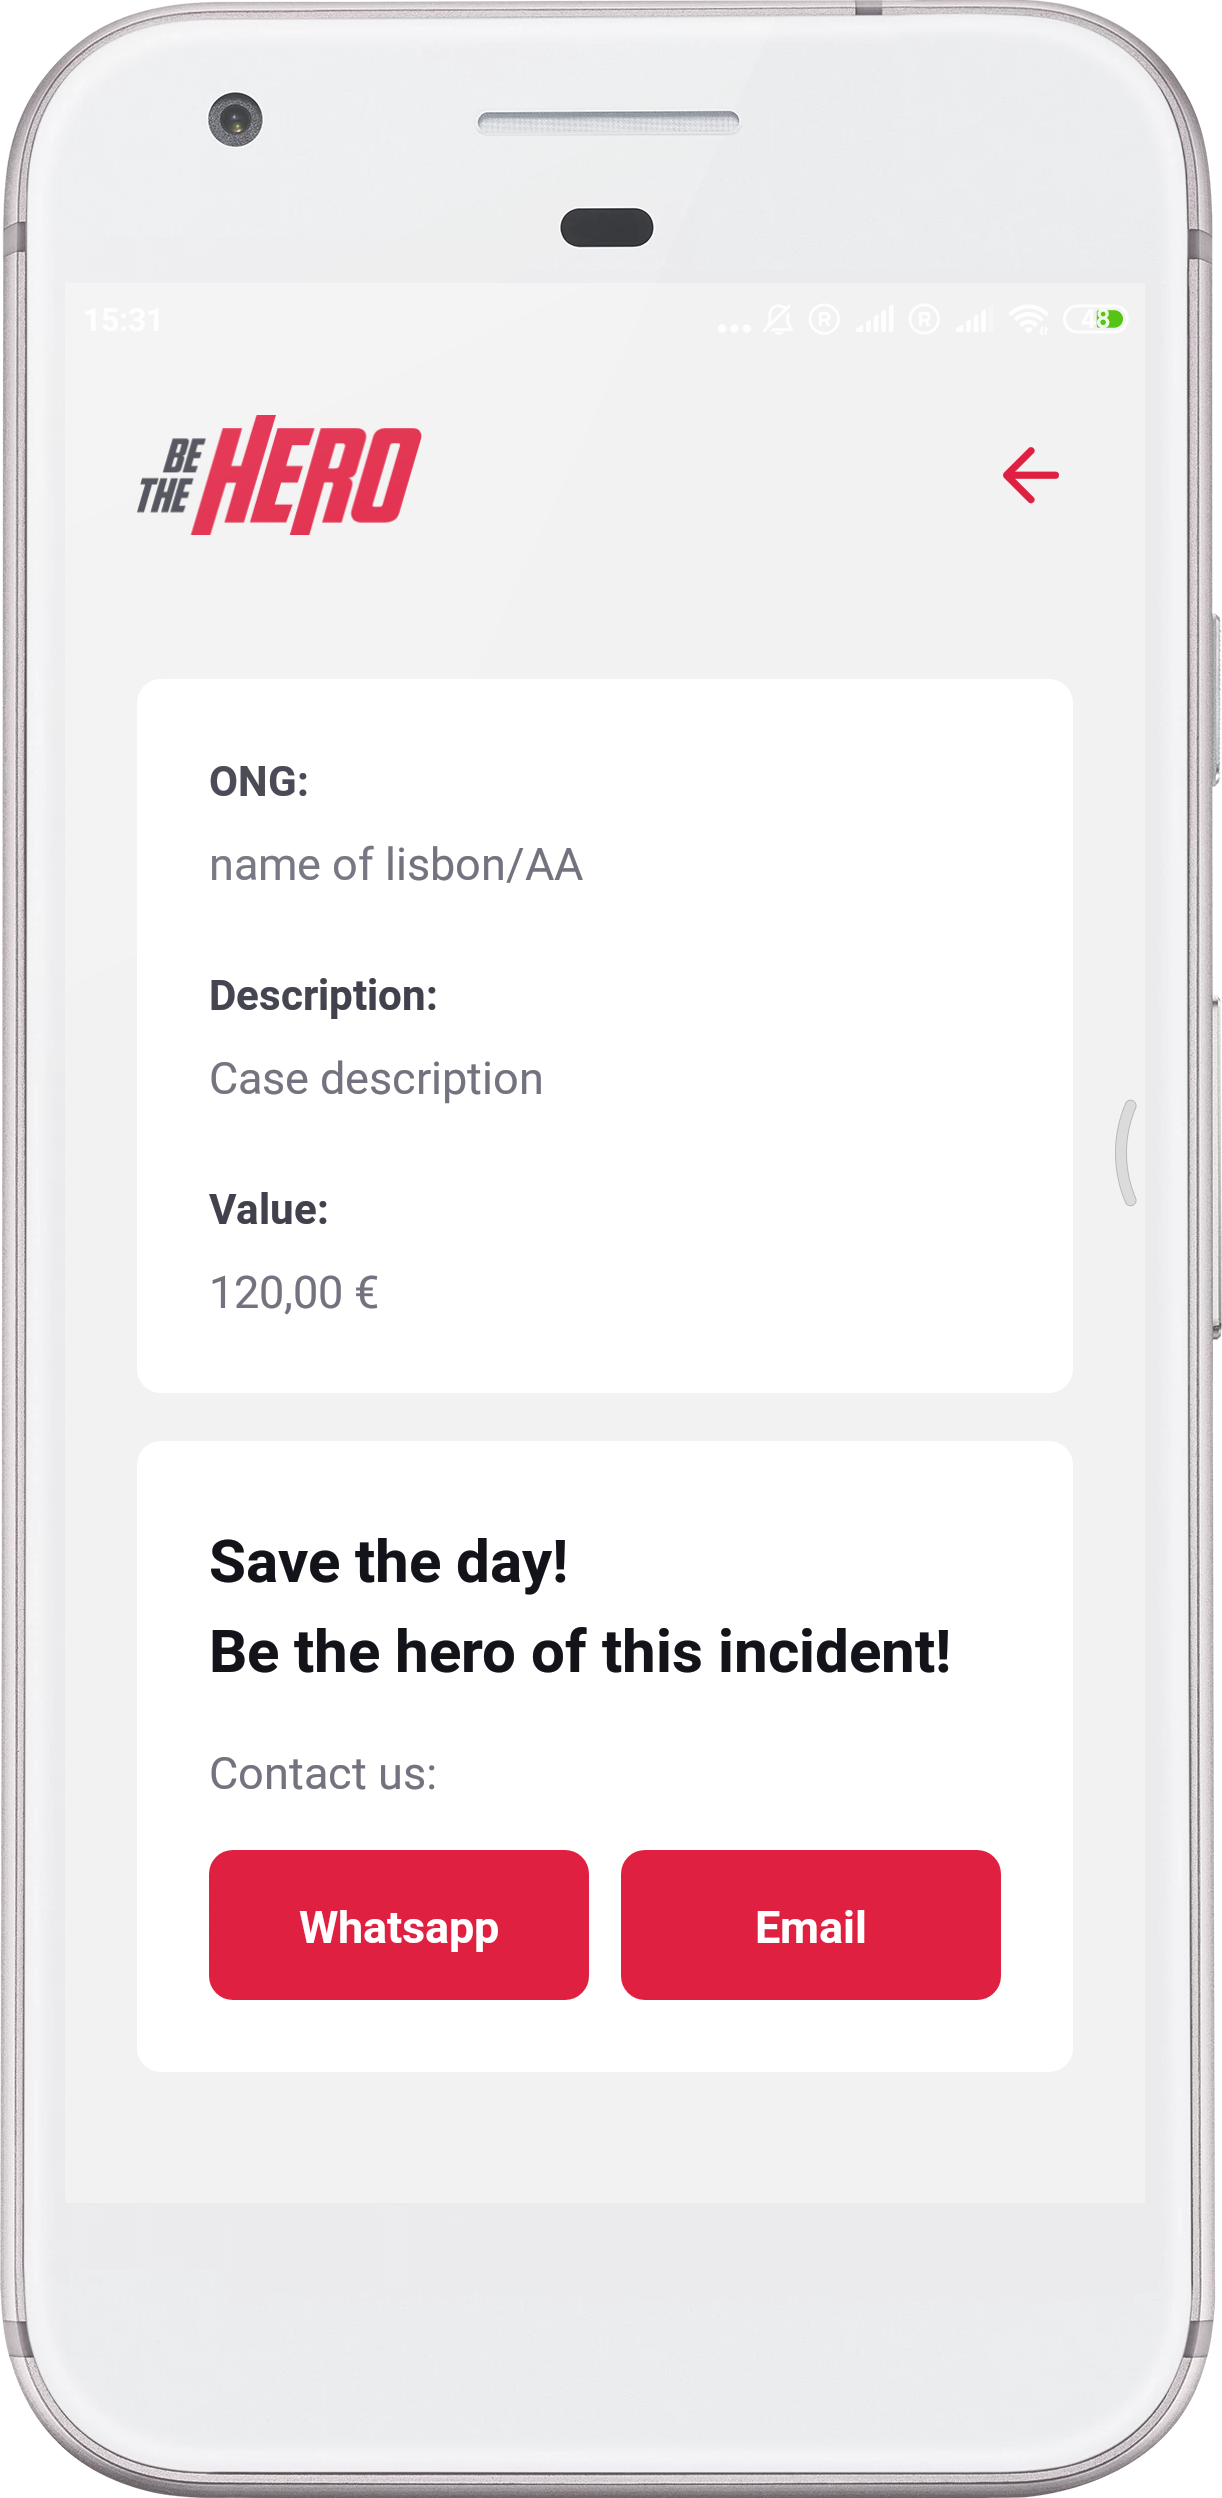 15:31
48
BE
THE HERO
ONG:
name of lisbon/AA
Description:
Case description
Value:
120,00 €
Save the day!
Be the hero of this incident!
Contact us:
Whatsapp
Email